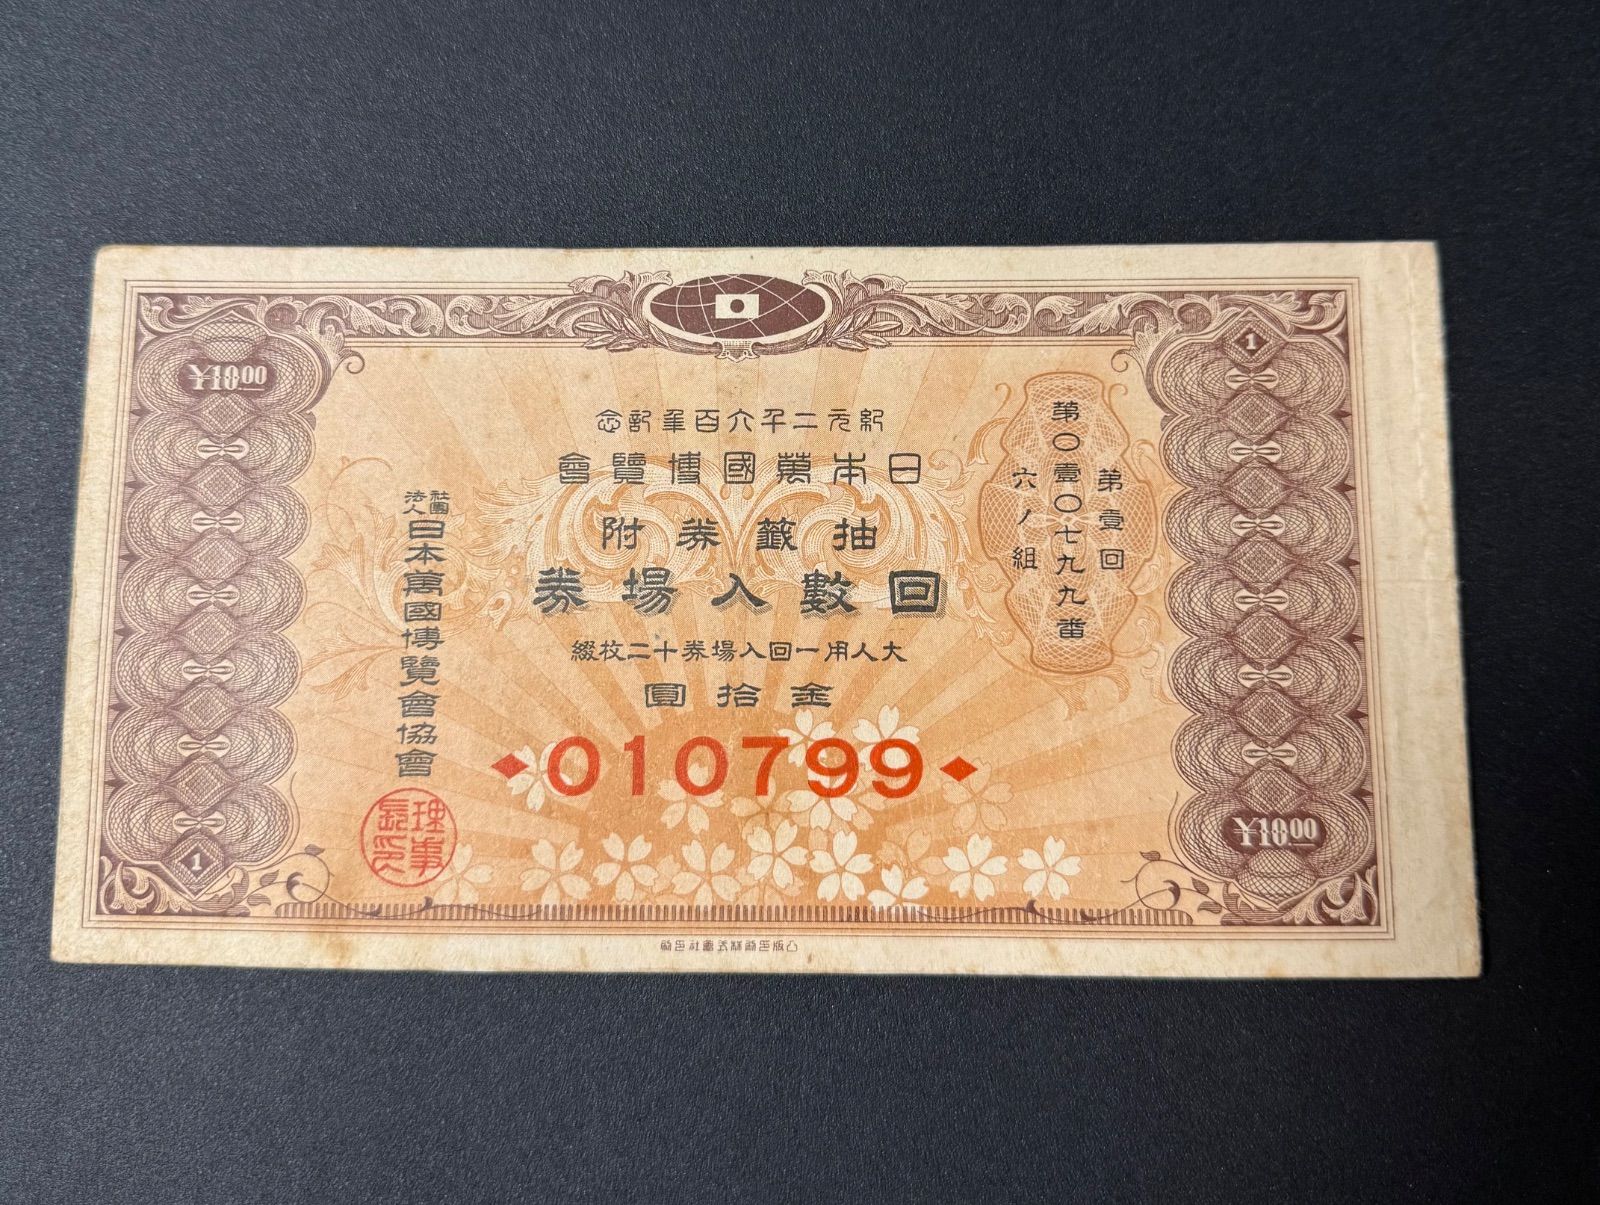 紀元二千六百年記念
日本萬國博覽會
抽籤券附
回數入場券
大人用一回入場券十二枚綴
金拾圓
◆010799◆
第壹回
第〇壹〇〇七九九番
六ノ組
社團法人日本萬國博覽會協會
理事長印
¥10.00
1
1
¥10.00
凸版印刷株式會社印刷